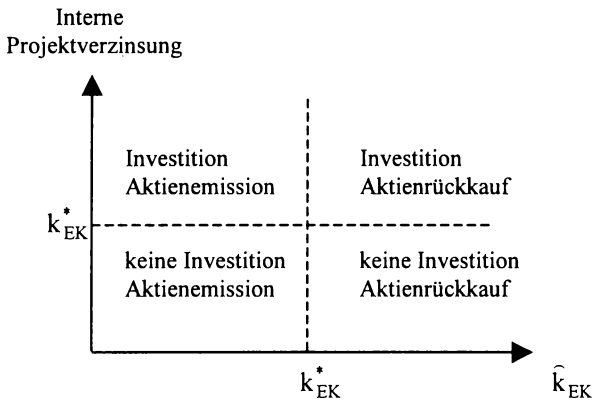 Interne
Projektverzinsung
Investition
Aktienemission
Investition
Aktienrückkauf
k*EK
keine Investition
Aktienemission
keine Investition
Aktienrückkauf
k*EK
k̂EK